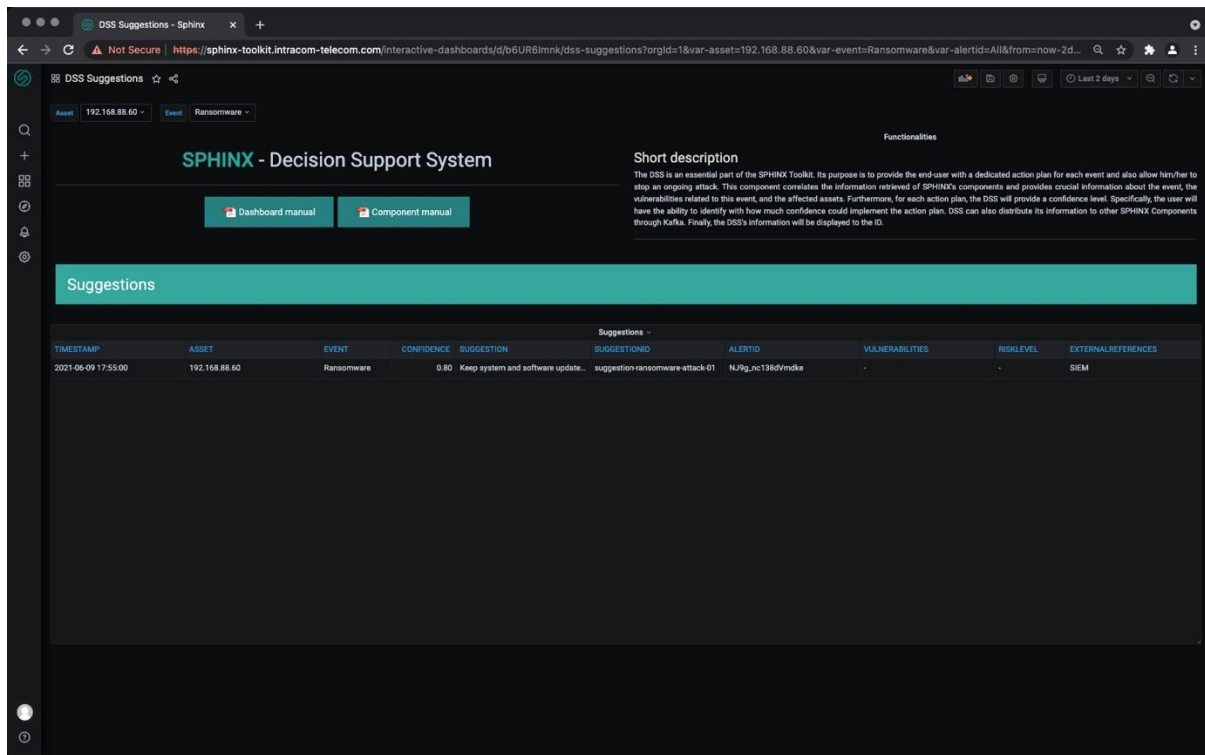 DSS Suggestions - Sphinx
Not Secure | https://sphinx-toolkit.intracom-telecom.com/interactive-dashboards/d/b6UR6Imnk/dss-suggestions?orgId=1&var-asset=192.168.88.60&var-event=Ransomware&var-alertid=All&from=now-2d...
DSS Suggestions
Last 2 days
Asset 192.168.88.60 Event Ransomware
Functionalities
SPHINX - Decision Support System
Dashboard manual Component manual
Short description
The DSS is an essential part of the SPHINX Toolkit. Its purpose is to provide the end-user with a dedicated action plan for each event and also allow him/her to
stop an ongoing attack. This component correlates the information retrieved of SPHINX's components and provides crucial information about the event, the
vulnerabilities related to this event, and the affected assets. Furthermore, for each action plan, the DSS will provide a confidence level. Specifically, the user will
have the ability to identify with how much confidence could implement the action plan. DSS can also distribute its information to other SPHINX Components
through Kafka. Finally, the DSS's information will be displayed to the ID.
Suggestions
Suggestions
TIMESTAMP ASSET EVENT CONFIDENCE SUGGESTION SUGGESTIONID ALERTID VULNERABILITIES RISKLEVEL EXTERNALREFERENCES
2021-06-09 17:55:00 192.168.88.60 Ransomware 0.80 Keep system and software update... suggestion-ransomware-attack-01 NJ9g_nc138dVmdke - - SIEM